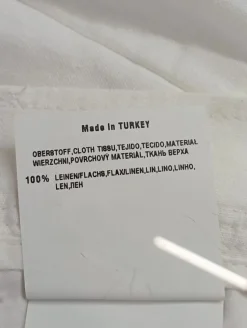 Made in TURKEY
OBERSTOFF,CLOTH TISSU,TEJIDO,TECIDO,MATERIAL
WIERZCHNI,POVRCHOVÝ MATERIÁL,ТКАНЬ ВЕРХА
100% LEINEN/FLACHS,FLAX/LINEN,LIN,LINO,LINHO,
LEN,ЛЕН